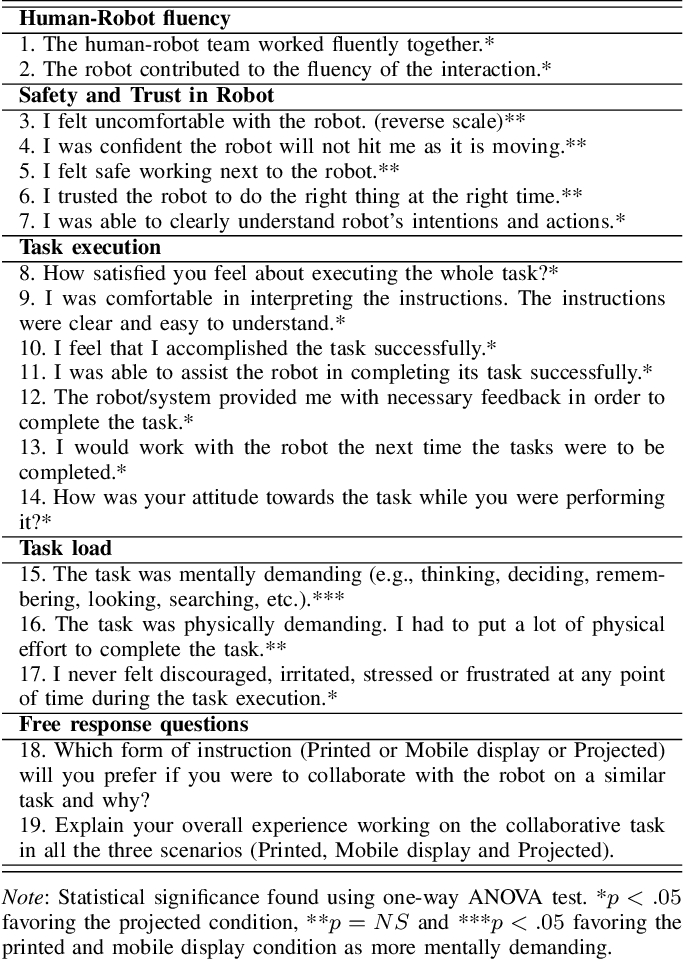 Human-Robot fluency
1. The human-robot team worked fluently together.*
2. The robot contributed to the fluency of the interaction.*
Safety and Trust in Robot
3. I felt uncomfortable with the robot. (reverse scale)**
4. I was confident the robot will not hit me as it is moving.**
5. I felt safe working next to the robot.**
6. I trusted the robot to do the right thing at the right time.**
7. I was able to clearly understand robot's intentions and actions.*
Task execution
8. How satisfied you feel about executing the whole task?*
9. I was comfortable in interpreting the instructions. The instructions
were clear and easy to understand.*
10. I feel that I accomplished the task successfully.*
11. I was able to assist the robot in completing its task successfully.*
12. The robot/system provided me with necessary feedback in order to
complete the task.*
13. I would work with the robot the next time the tasks were to be
completed.*
14. How was your attitude towards the task while you were performing
it?*
Task load
15. The task was mentally demanding (e.g., thinking, deciding, remem-
bering, looking, searching, etc.).***
16. The task was physically demanding. I had to put a lot of physical
effort to complete the task.**
17. I never felt discouraged, irritated, stressed or frustrated at any point
of time during the task execution.*
Free response questions
18. Which form of instruction (Printed or Mobile display or Projected)
will you prefer if you were to collaborate with the robot on a similar
task and why?
19. Explain your overall experience working on the collaborative task
in all the three scenarios (Printed, Mobile display and Projected).
Note: Statistical significance found using one-way ANOVA test. *p < .05
favoring the projected condition, **p = NS and ***p < .05 favoring the
printed and mobile display condition as more mentally demanding.